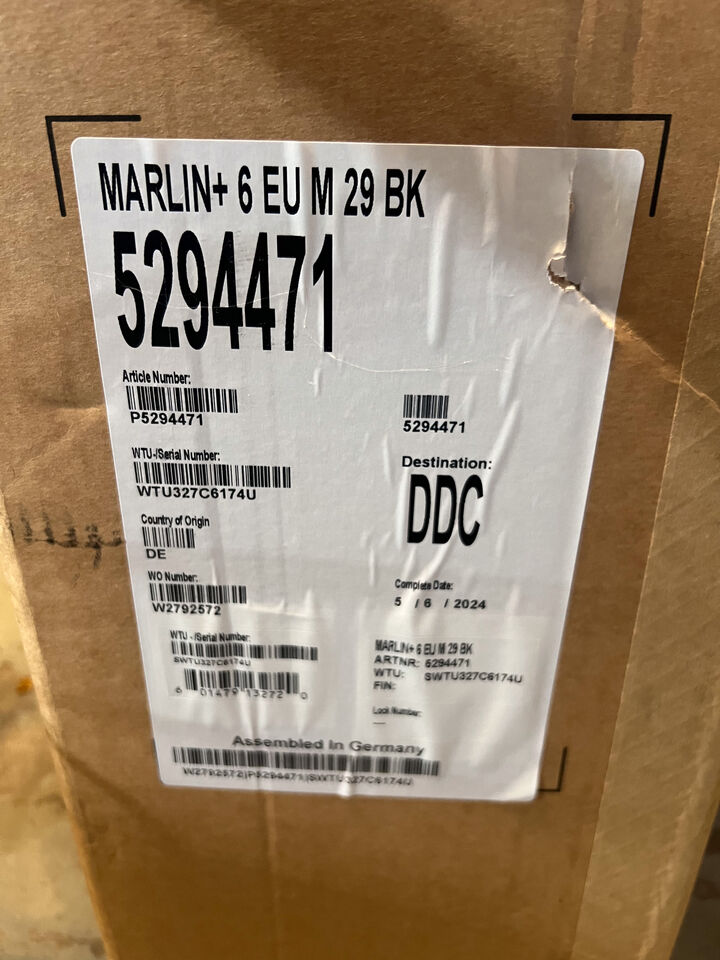 MARLIN+ 6 EU M 29 BK
5294471
Article Number:
P5294471
5294471
WTU-/Serial Number:
WTU327C6174U
Destination:
DDC
Country of Origin
DE
WO Number:
W2792572
Complete Date:
5 / 6 / 2024
WTU - /Serial Number:
SWTU327C6174U
6 01479 13272 0
MARLIN+ 6 EU M 29 BK
ARTNR: 5294471
WTU: SWTU327C6174U
FIN:
Lock Number:
Assembled In Germany
W2792572|P5294471|SWTU327C6174U